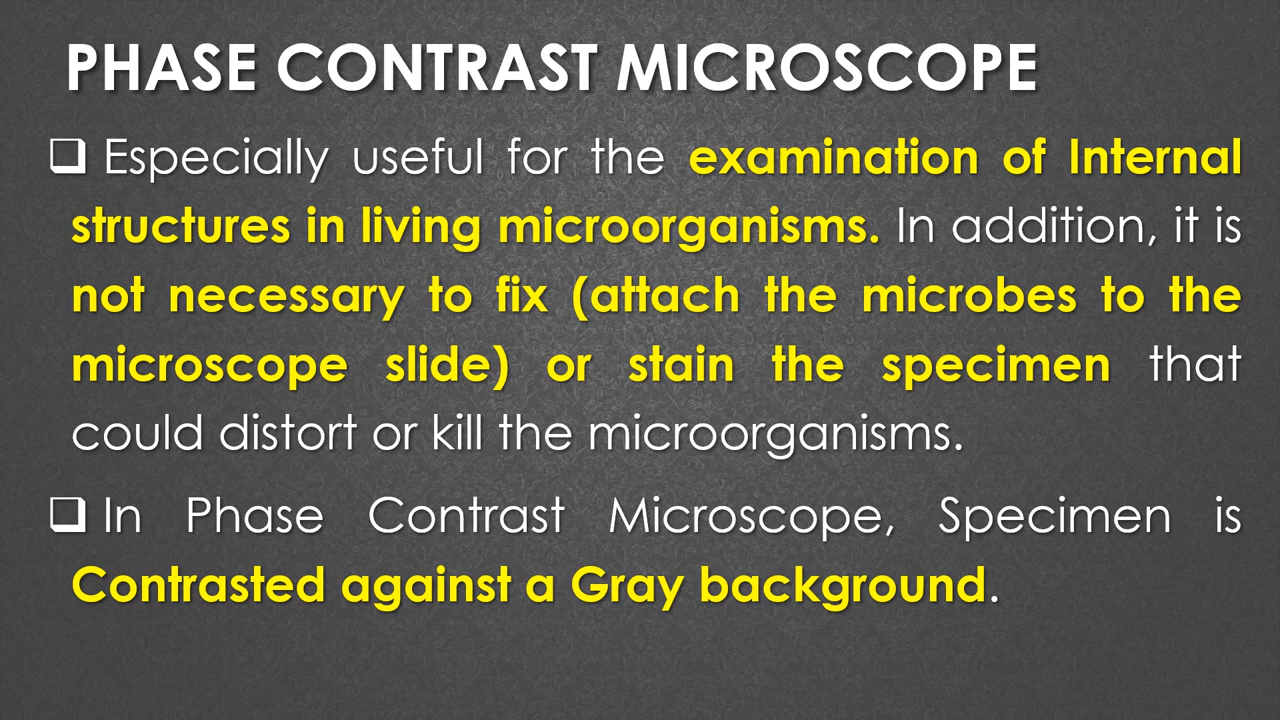 PHASE CONTRAST MICROSCOPE
❑ Especially useful for the examination of Internal
structures in living microorganisms. In addition, it is
not necessary to fix (attach the microbes to the
microscope slide) or stain the specimen that
could distort or kill the microorganisms.
❑ In Phase Contrast Microscope, Specimen is
Contrasted against a Gray background.